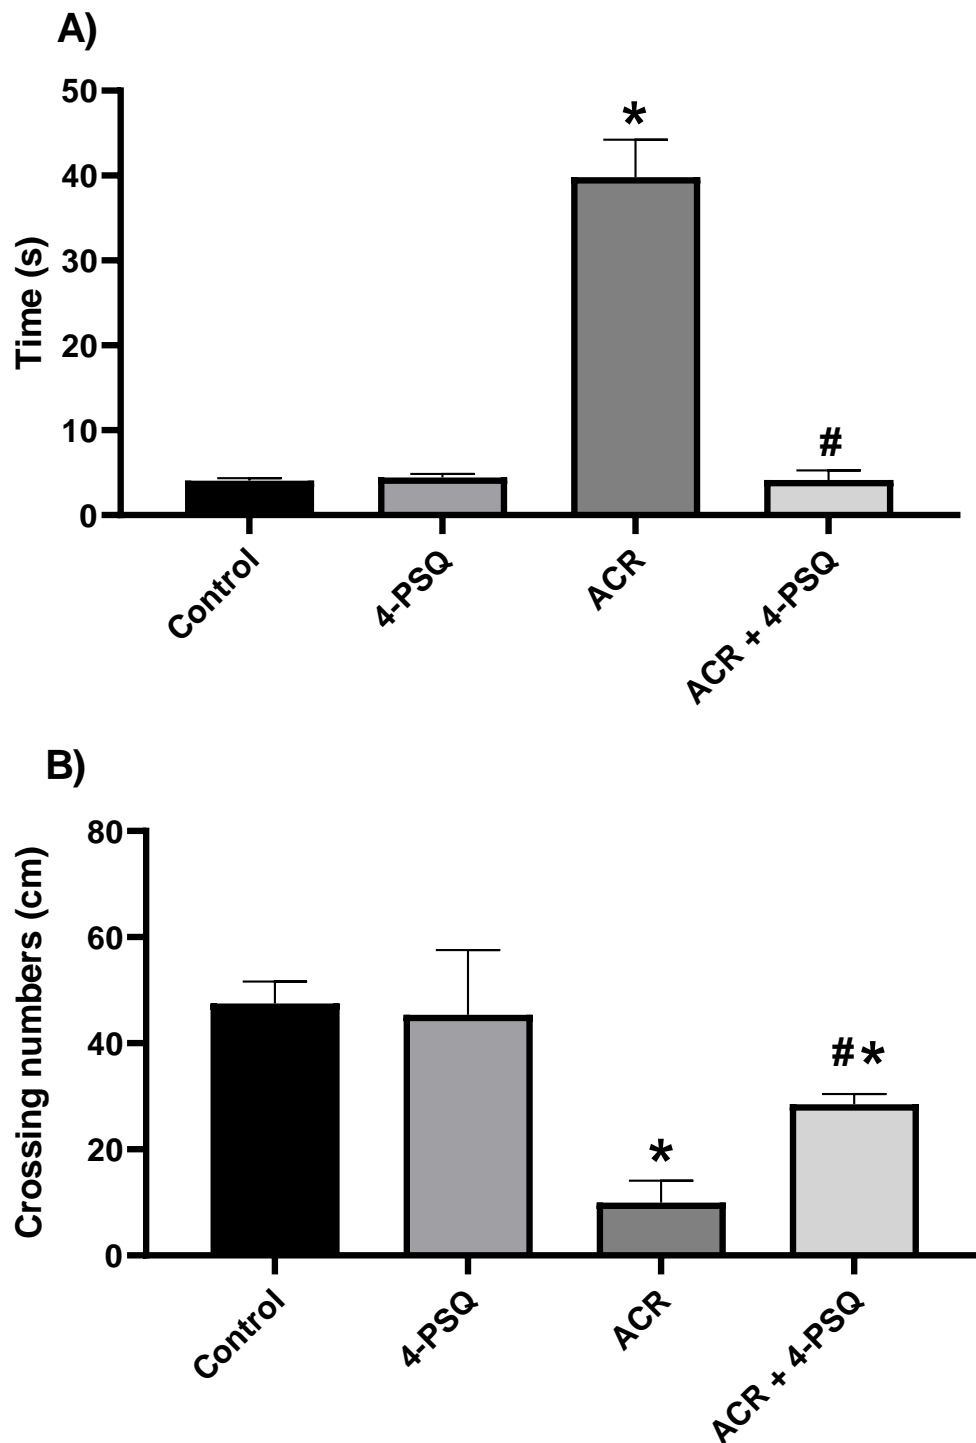 A)
50
40
30
20
10
0
Time (s)
*
#
Control
4-PSQ
ACR
ACR + 4-PSQ
B)
80
60
40
20
0
Crossing numbers (cm)
*
# *
Control
4-PSQ
ACR
ACR + 4-PSQ